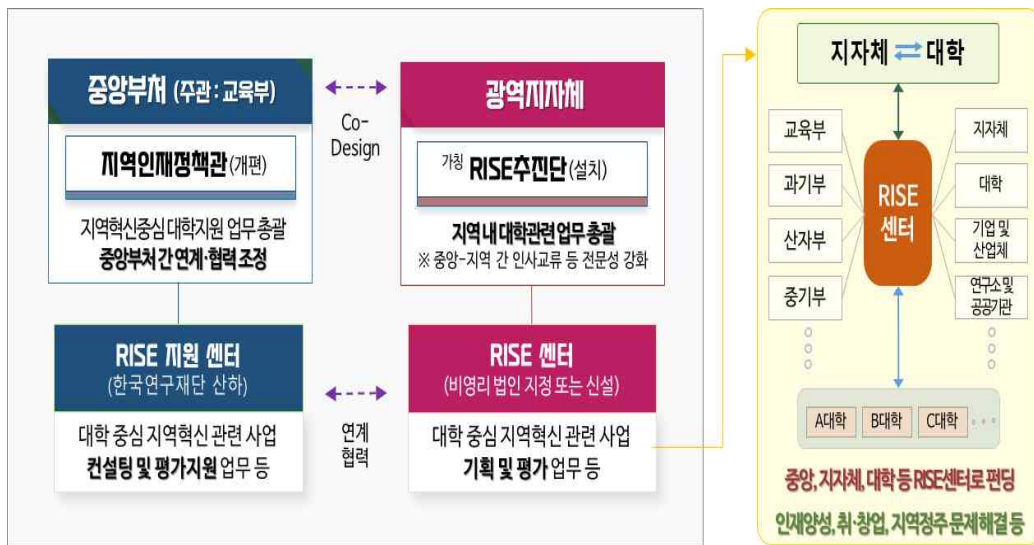 중앙부처 (주관 : 교육부)
지역인재정책관 (개편)
지역혁신중심 대학지원 업무 총괄
중앙부처 간 연계·협력 조정
Co-
Design
광역지자체
가칭 RISE추진단 (설치)
지역 내 대학관련 업무 총괄
※ 중앙-지역 간 인사교류 등 전문성 강화
RISE 지원 센터
(한국연구재단 산하)
대학 중심 지역혁신 관련 사업
컨설팅 및 평가지원 업무 등
연계
협력
RISE 센터
(비영리 법인 지정 또는 신설)
대학 중심 지역혁신 관련 사업
기획 및 평가 업무 등
지자체 ⇄ 대학
교육부
과기부
산자부
중기부
RISE
센터
지자체
대학
기업 및
산업체
연구소 및
공공기관
A대학 B대학 C대학 ···
중앙, 지자체, 대학 등 RISE센터로 펀딩
인재양성, 취·창업, 지역정주 문제 해결 등